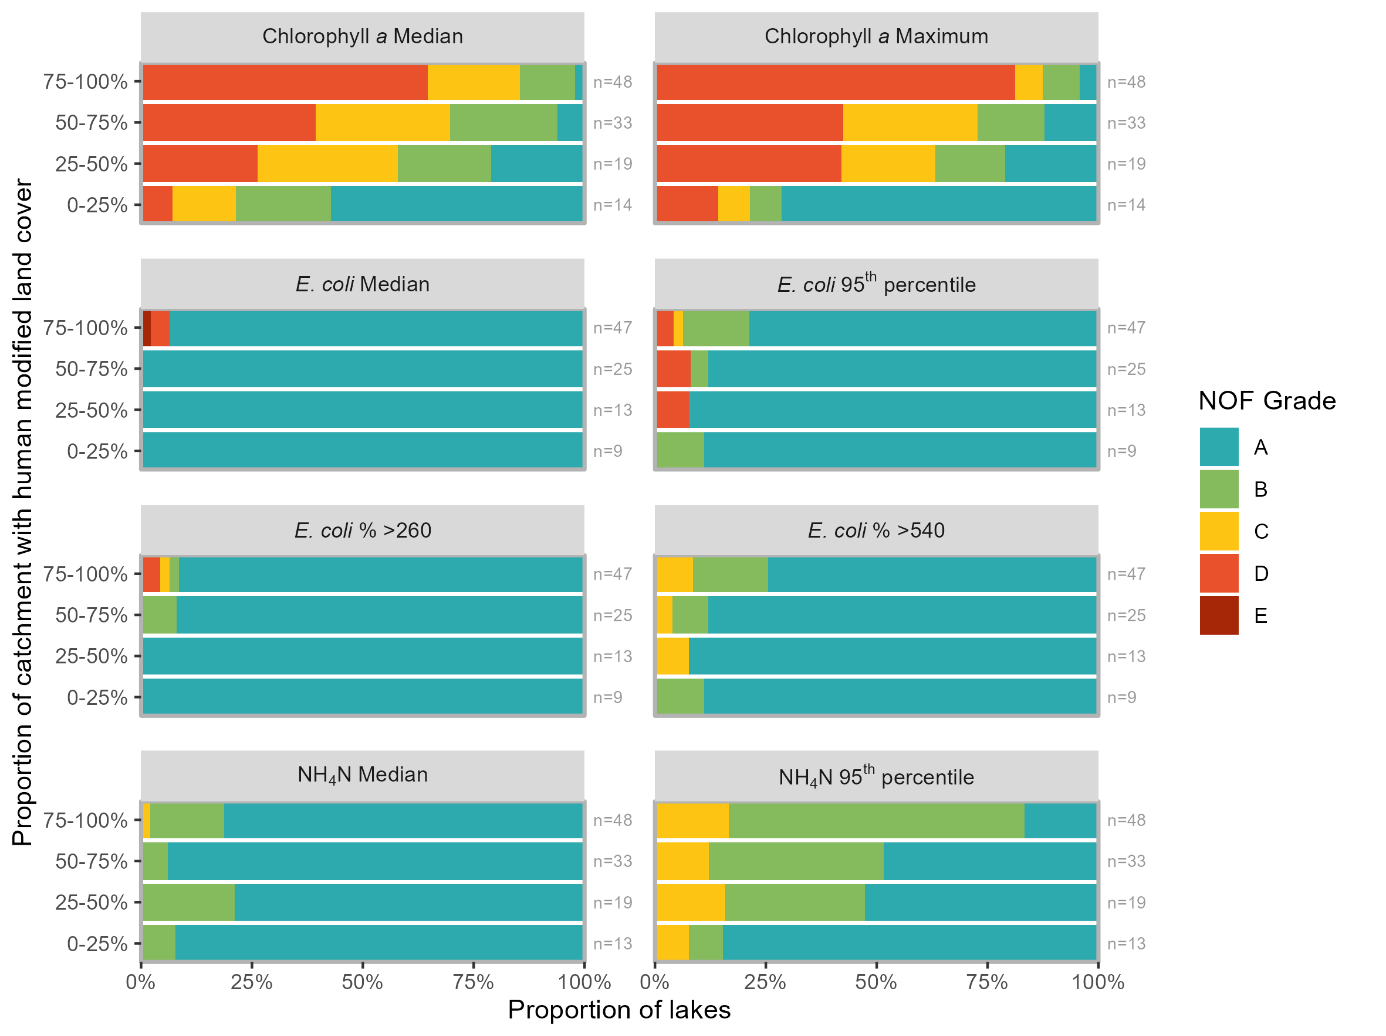 Chlorophyll a Median
75-100%
n=48
50-75%
n=33
25-50%
n=19
0-25%
n=14
Chlorophyll a Maximum
n=48
n=33
n=19
n=14
E. coli Median
75-100%
n=47
50-75%
n=25
25-50%
n=13
0-25%
n=9
E. coli 95th percentile
n=47
n=25
n=13
n=9
E. coli % >260
75-100%
n=47
50-75%
n=25
25-50%
n=13
0-25%
n=9
E. coli % >540
n=47
n=25
n=13
n=9
NH4N Median
75-100%
n=48
50-75%
n=33
25-50%
n=19
0-25%
n=13
NH4N 95th percentile
n=48
n=33
n=19
n=13
0% 25% 50% 75% 100%
0% 25% 50% 75% 100%
Proportion of lakes
Proportion of catchment with human modified land cover
NOF Grade
A
B
C
D
E